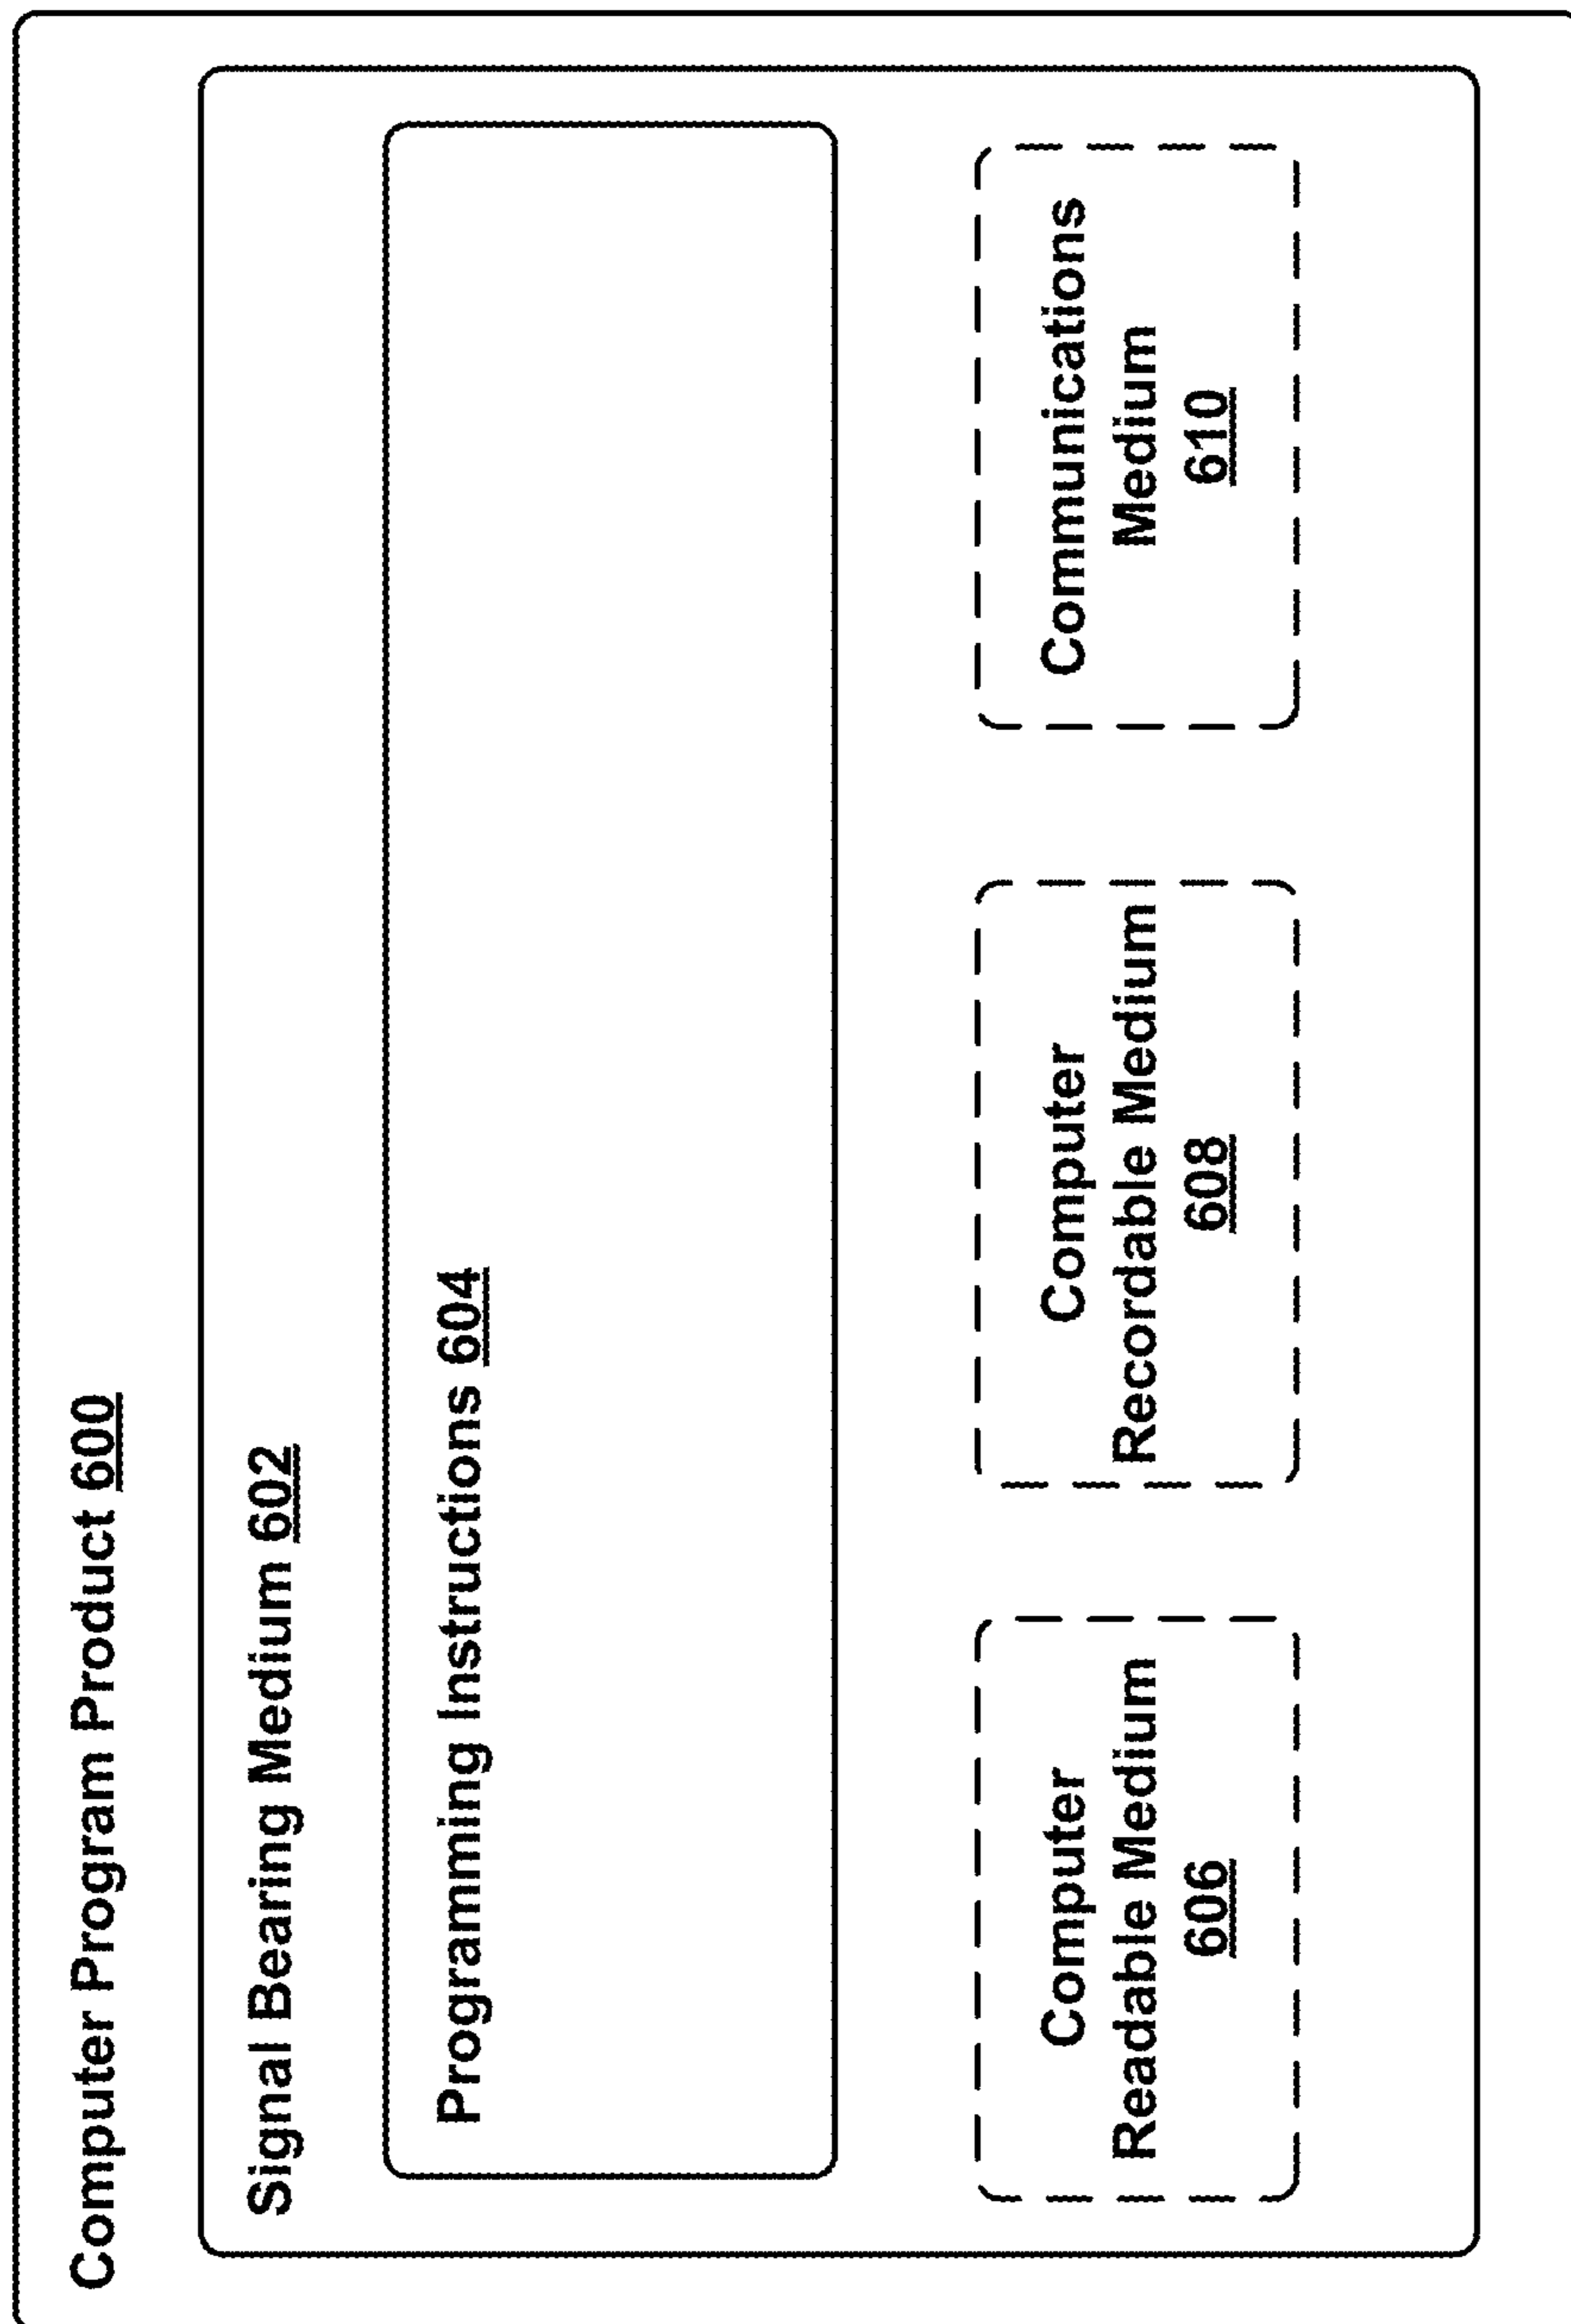 Computer Program Product 600
Signal Bearing Medium 602
Programming Instructions 604
Computer
Readable Medium
606
Computer
Recordable Medium
608
Communications
Medium
610